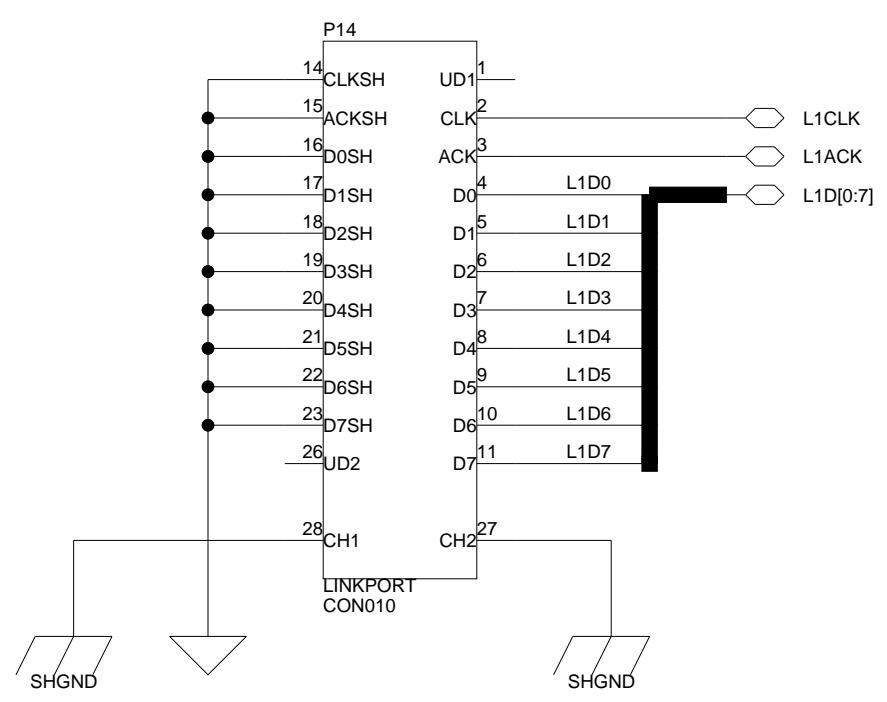 P14
14 CLKSH UD1 1
15 ACKSH CLK 2 L1CLK
16 D0SH ACK 3 L1ACK
17 D1SH D0 4 L1D0 L1D[0:7]
18 D2SH D1 5 L1D1
19 D3SH D2 6 L1D2
20 D4SH D3 7 L1D3
21 D5SH D4 8 L1D4
22 D6SH D5 9 L1D5
23 D7SH D6 10 L1D6
26 UD2 D7 11 L1D7
28 CH1 CH2 27
LINKPORT
CON010
SHGND SHGND